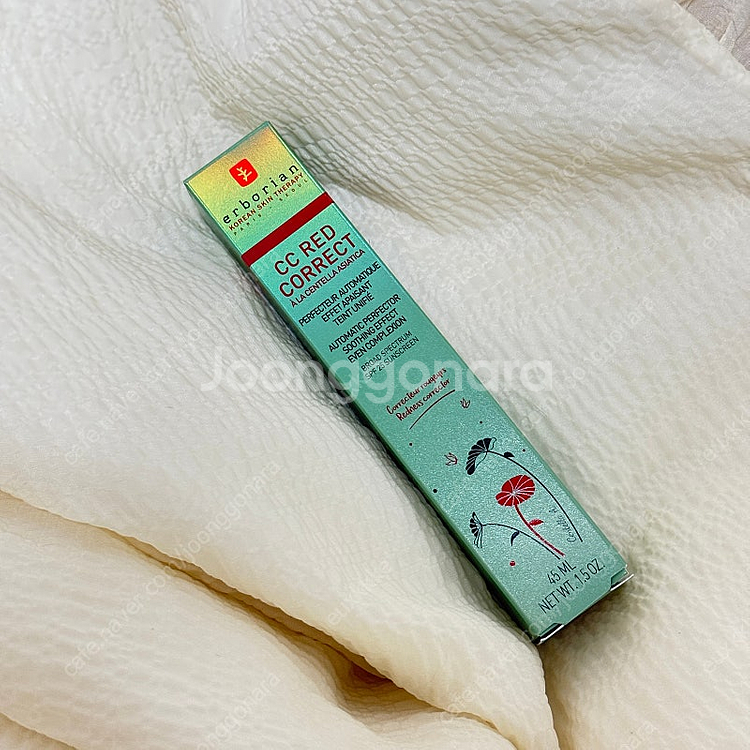 erborian
KOREAN SKIN THERAPY
PARIS - SEOUL
CC RED
CORRECT
À LA CENTELLA ASIATICA
PERFECTEUR AUTOMATIQUE
EFFET APAISANT
TEINT UNIFIÉ
AUTOMATIC PERFECTOR
SOOTHING EFFECT
EVEN COMPLEXION
BROAD SPECTRUM
SPF 25 SUNSCREEN
Correcteur rougeurs
Redness corrector
45 ML
NET WT. 1.5 OZ.
Joonggonara